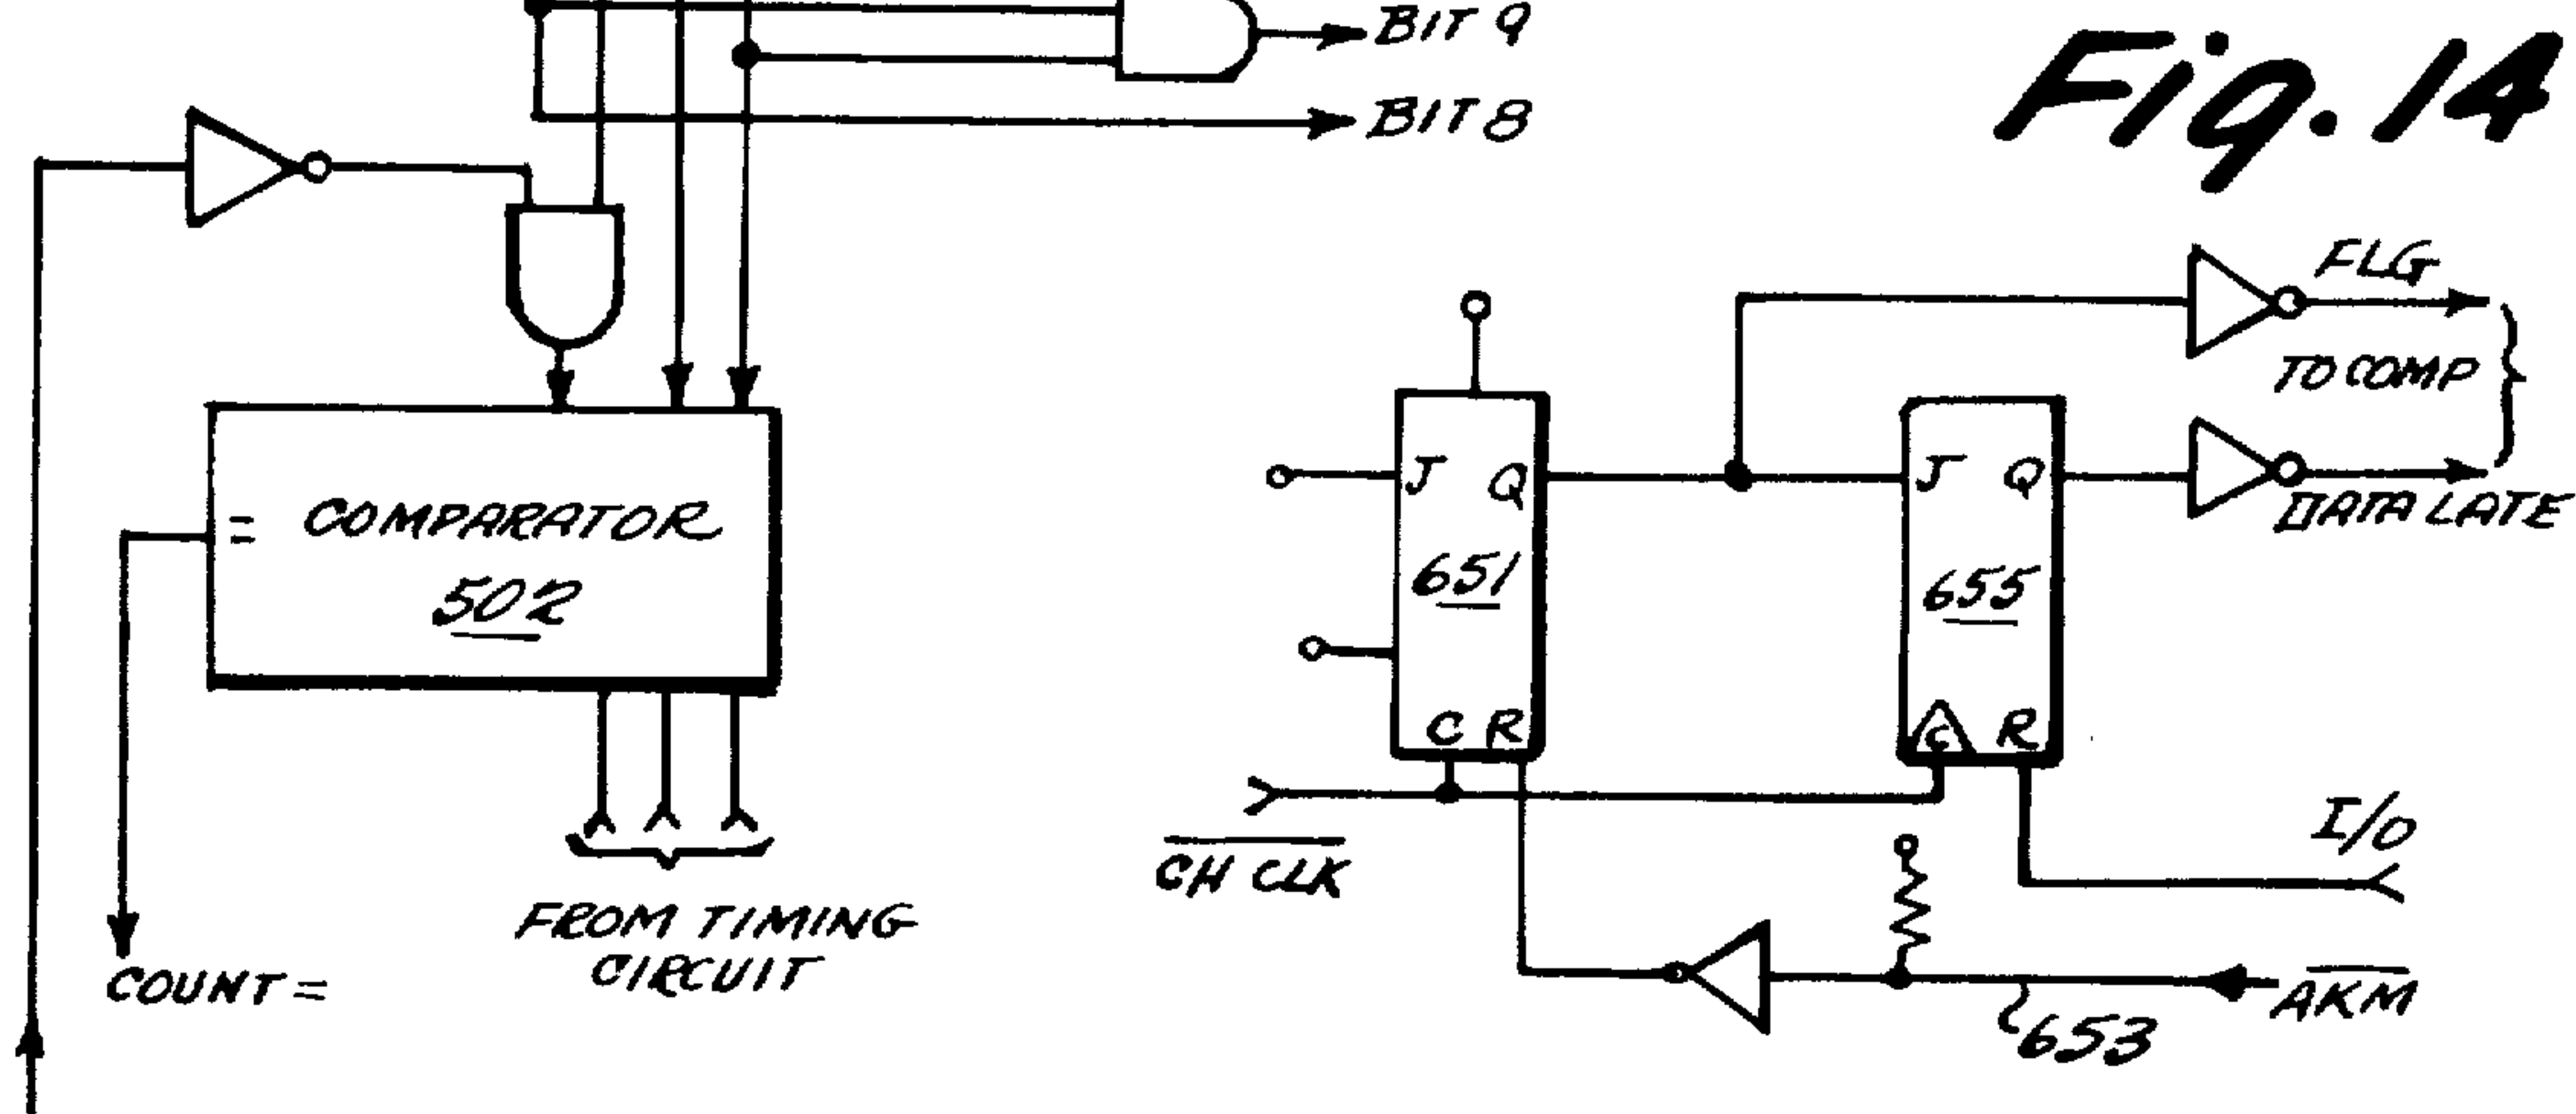 BIT 9
Fig. 14
BIT 8
FLG
TO COMP
DATA LATE
J Q
651
C R
J Q
655
C R
= COMPARATOR
502
CH CLK
I/O
FROM TIMING
CIRCUIT
COUNT =
AKM
653